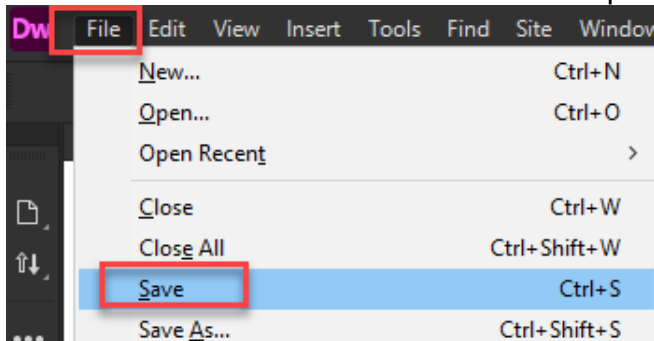 Dw File Edit View Insert Tools Find Site Window
New... Ctrl+N
Open... Ctrl+O
Open Recent >
Close Ctrl+W
Close All Ctrl+Shift+W
Save Ctrl+S
Save As... Ctrl+Shift+S